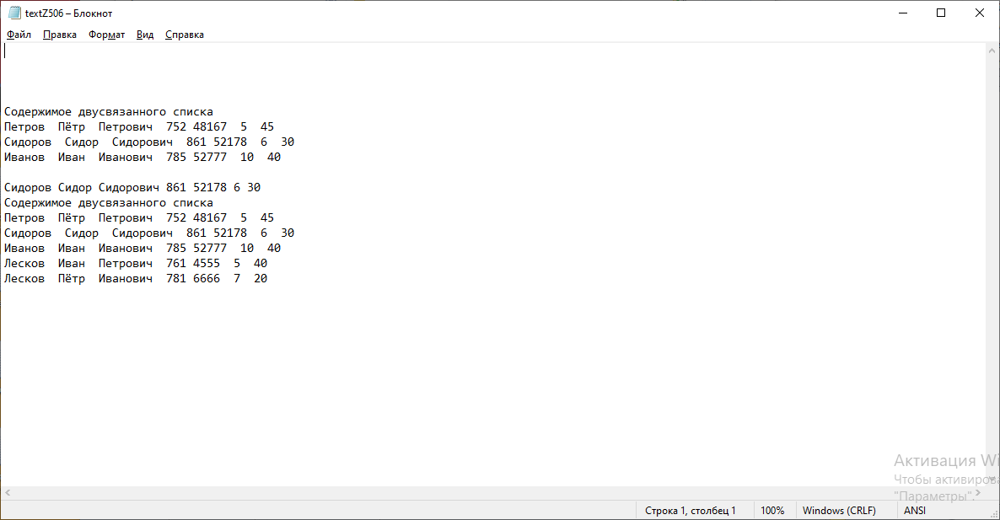 textZ506 – Блокнот
Файл Правка Формат Вид Справка
Содержимое двусвязанного списка
Петров  Пётр  Петрович  752 48167  5  45
Сидоров  Сидор  Сидорович  861 52178  6  30
Иванов  Иван  Иванович  785 52777  10  40
Сидоров Сидор Сидорович 861 52178 6 30
Содержимое двусвязанного списка
Петров  Пётр  Петрович  752 48167  5  45
Сидоров  Сидор  Сидорович  861 52178  6  30
Иванов  Иван  Иванович  785 52777  10  40
Лесков  Иван  Петрович  761 4555  5  40
Лесков  Пётр  Иванович  781 6666  7  20
Активация Wi
Чтобы активирова
"Параметры".
Строка 1, столбец 1 100% Windows (CRLF) ANSI